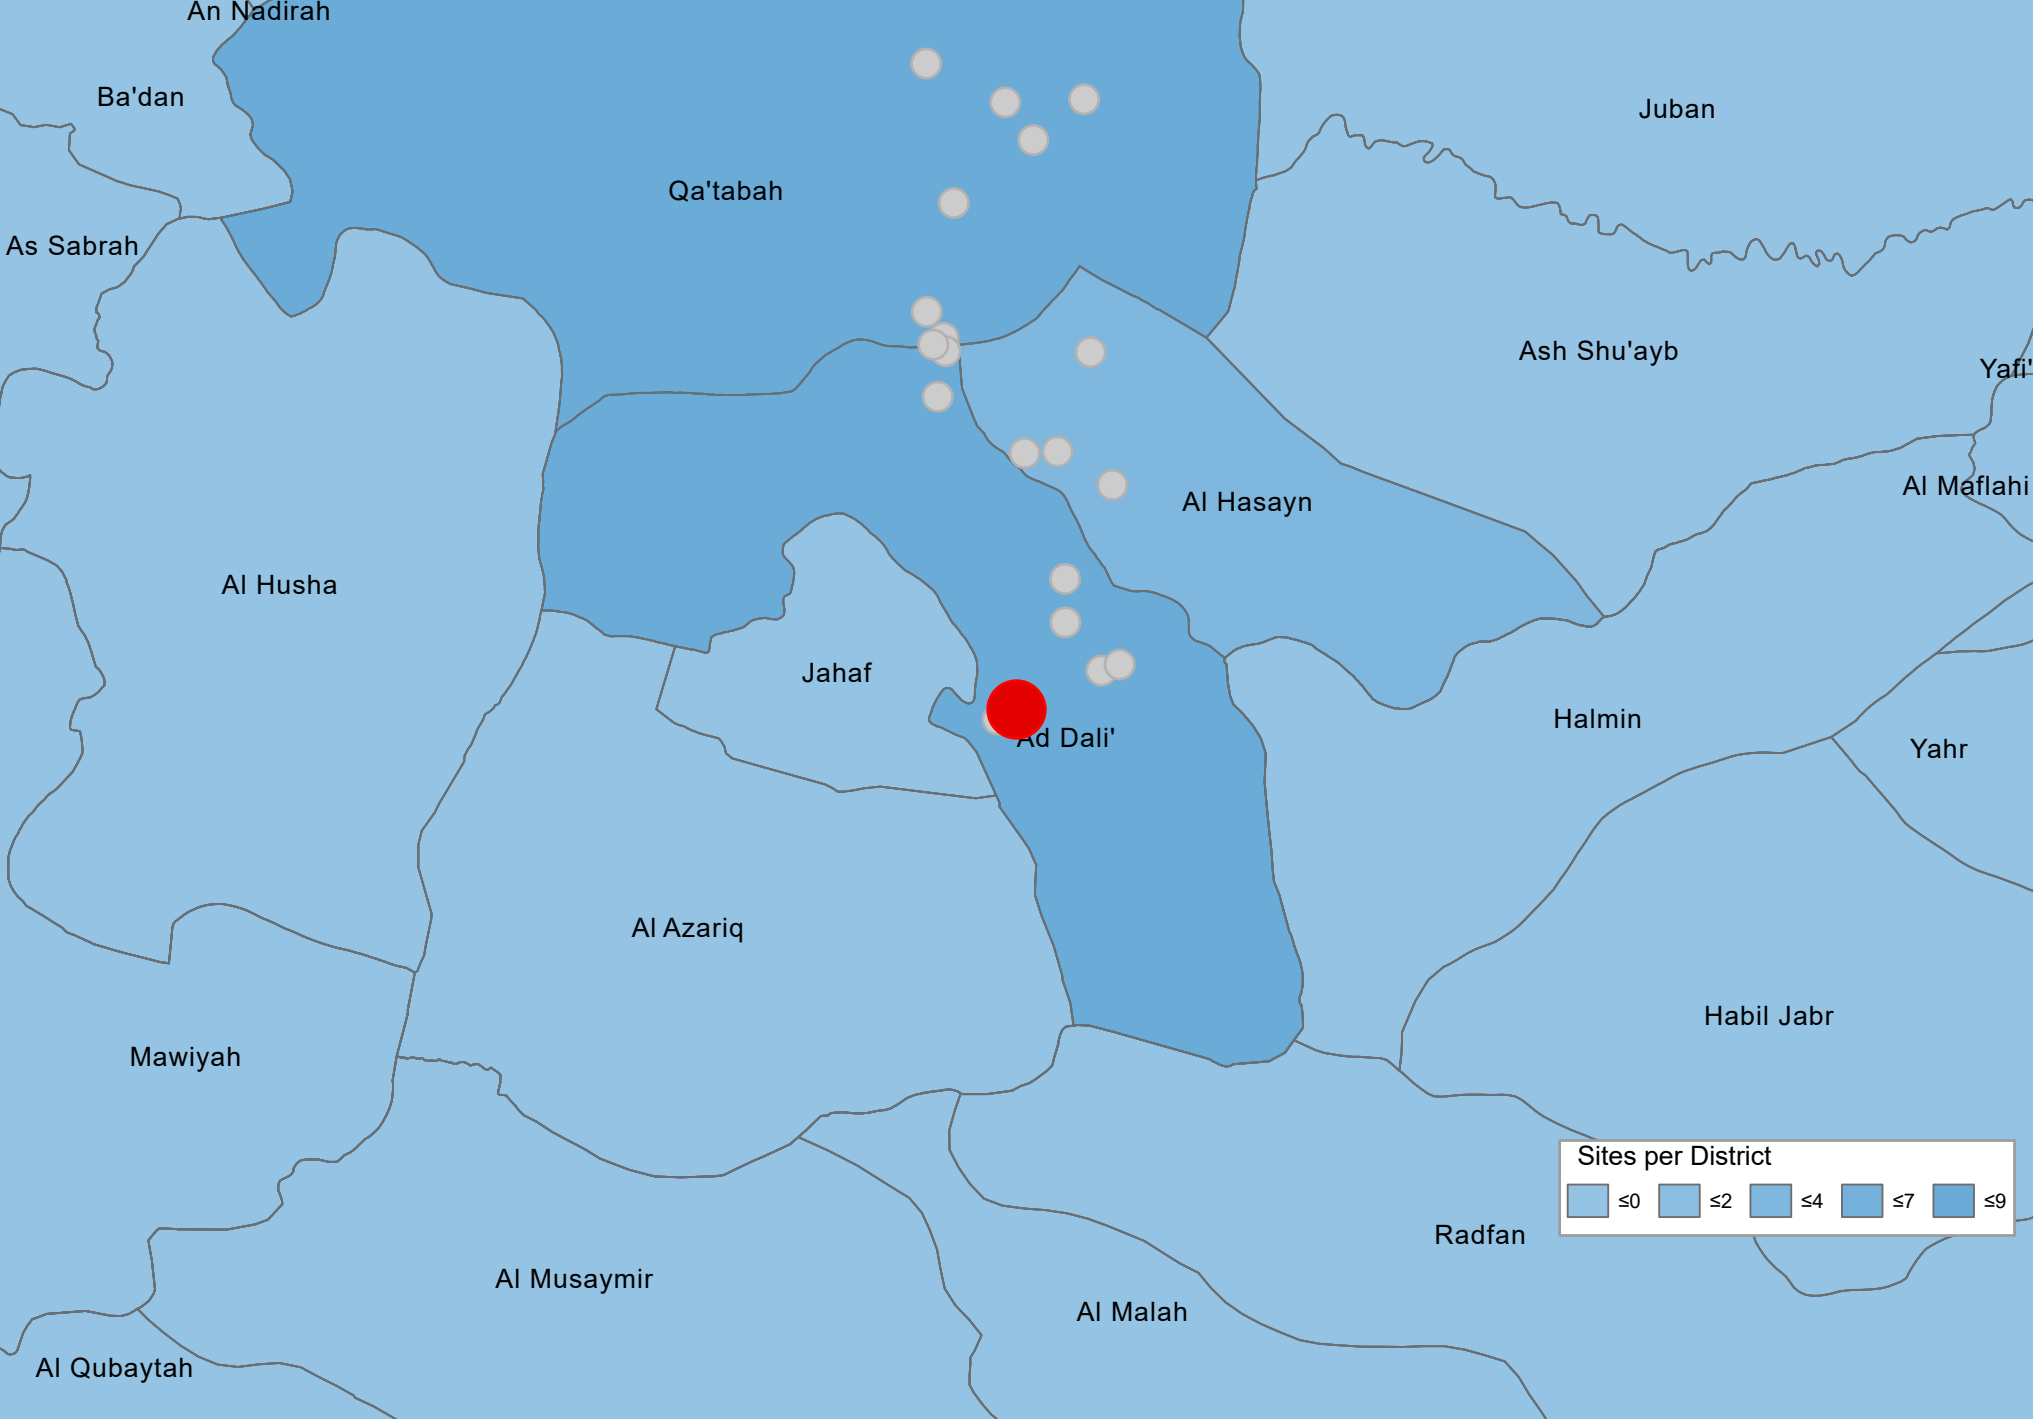 An Nadirah
Ba'dan
Juban
Qa'tabah
As Sabrah
Ash Shu'ayb
Yafi'
Al Maflahi
Al Hasayn
Al Husha
Jahaf
Halmin
Ad Dali'
Yahr
Al Azariq
Habil Jabr
Mawiyah
Sites per District
≤0 ≤2 ≤4 ≤7 ≤9
Radfan
Al Musaymir
Al Malah
Al Qubaytah